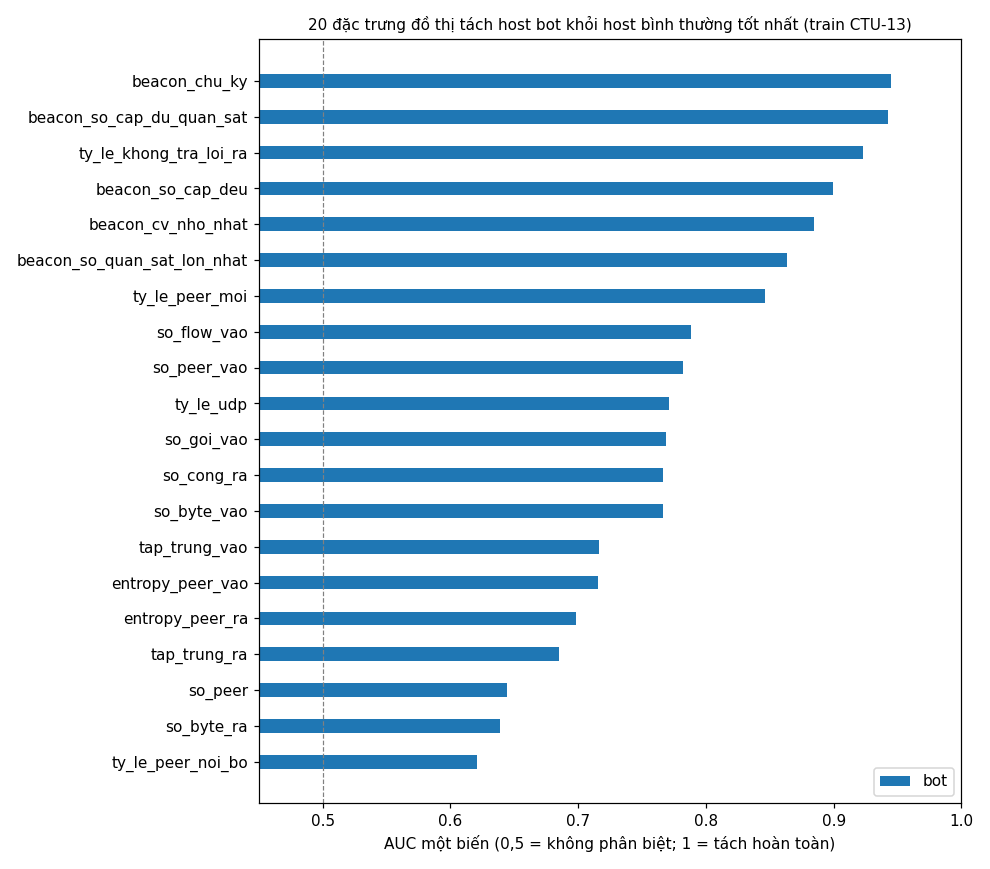 20 đặc trưng đồ thị tách host bot khỏi host bình thường tốt nhất (train CTU-13)
beacon_chu_ky
beacon_so_cap_du_quan_sat
ty_le_khong_tra_loi_ra
beacon_so_cap_deu
beacon_cv_nho_nhat
beacon_so_quan_sat_lon_nhat
ty_le_peer_moi
so_flow_vao
so_peer_vao
ty_le_udp
so_goi_vao
so_cong_ra
so_byte_vao
tap_trung_vao
entropy_peer_vao
entropy_peer_ra
tap_trung_ra
so_peer
so_byte_ra
ty_le_peer_noi_bo
bot
0.5 0.6 0.7 0.8 0.9 1.0
AUC một biến (0,5 = không phân biệt; 1 = tách hoàn toàn)